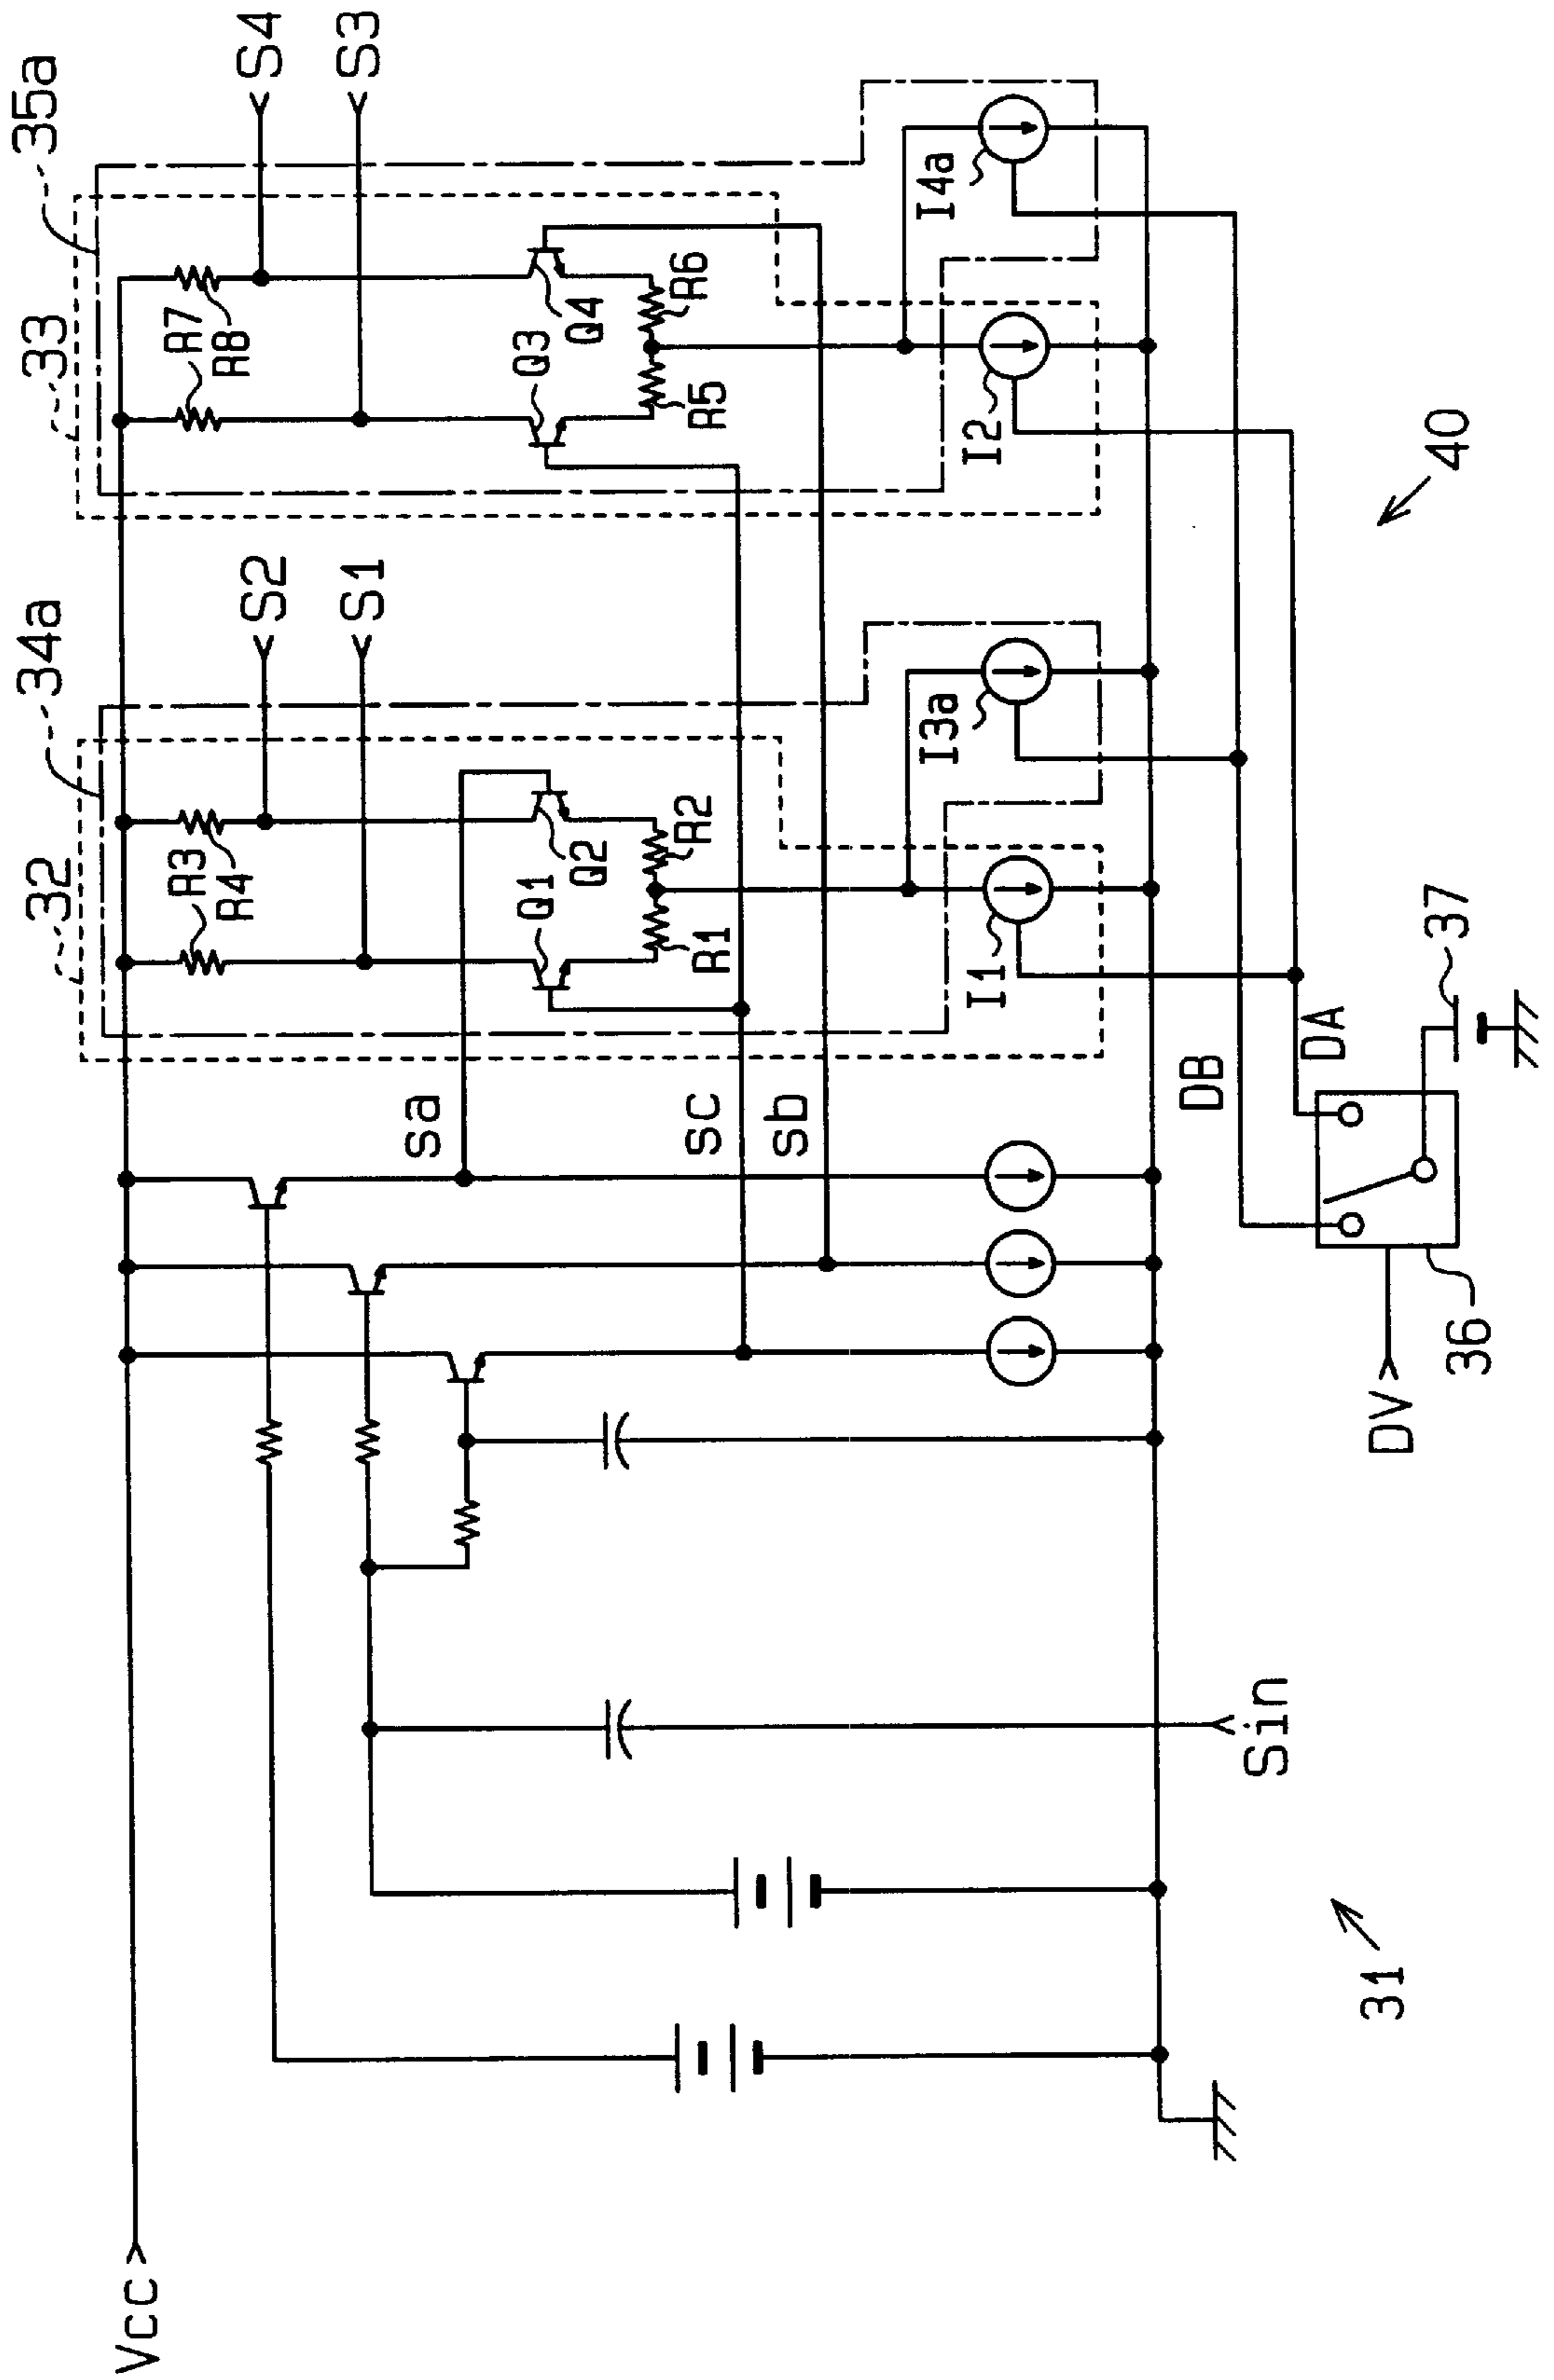 35a
33
S4
S3
R7
R8
Q3
Q4
R5
R6
I2
I4a
34a
32
S2
S1
R3
R4
Q1
Q2
R1
R2
I1
I3a
sa
sc
sb
DB
DA
37
36
DV
40
Sin
31
Vcc